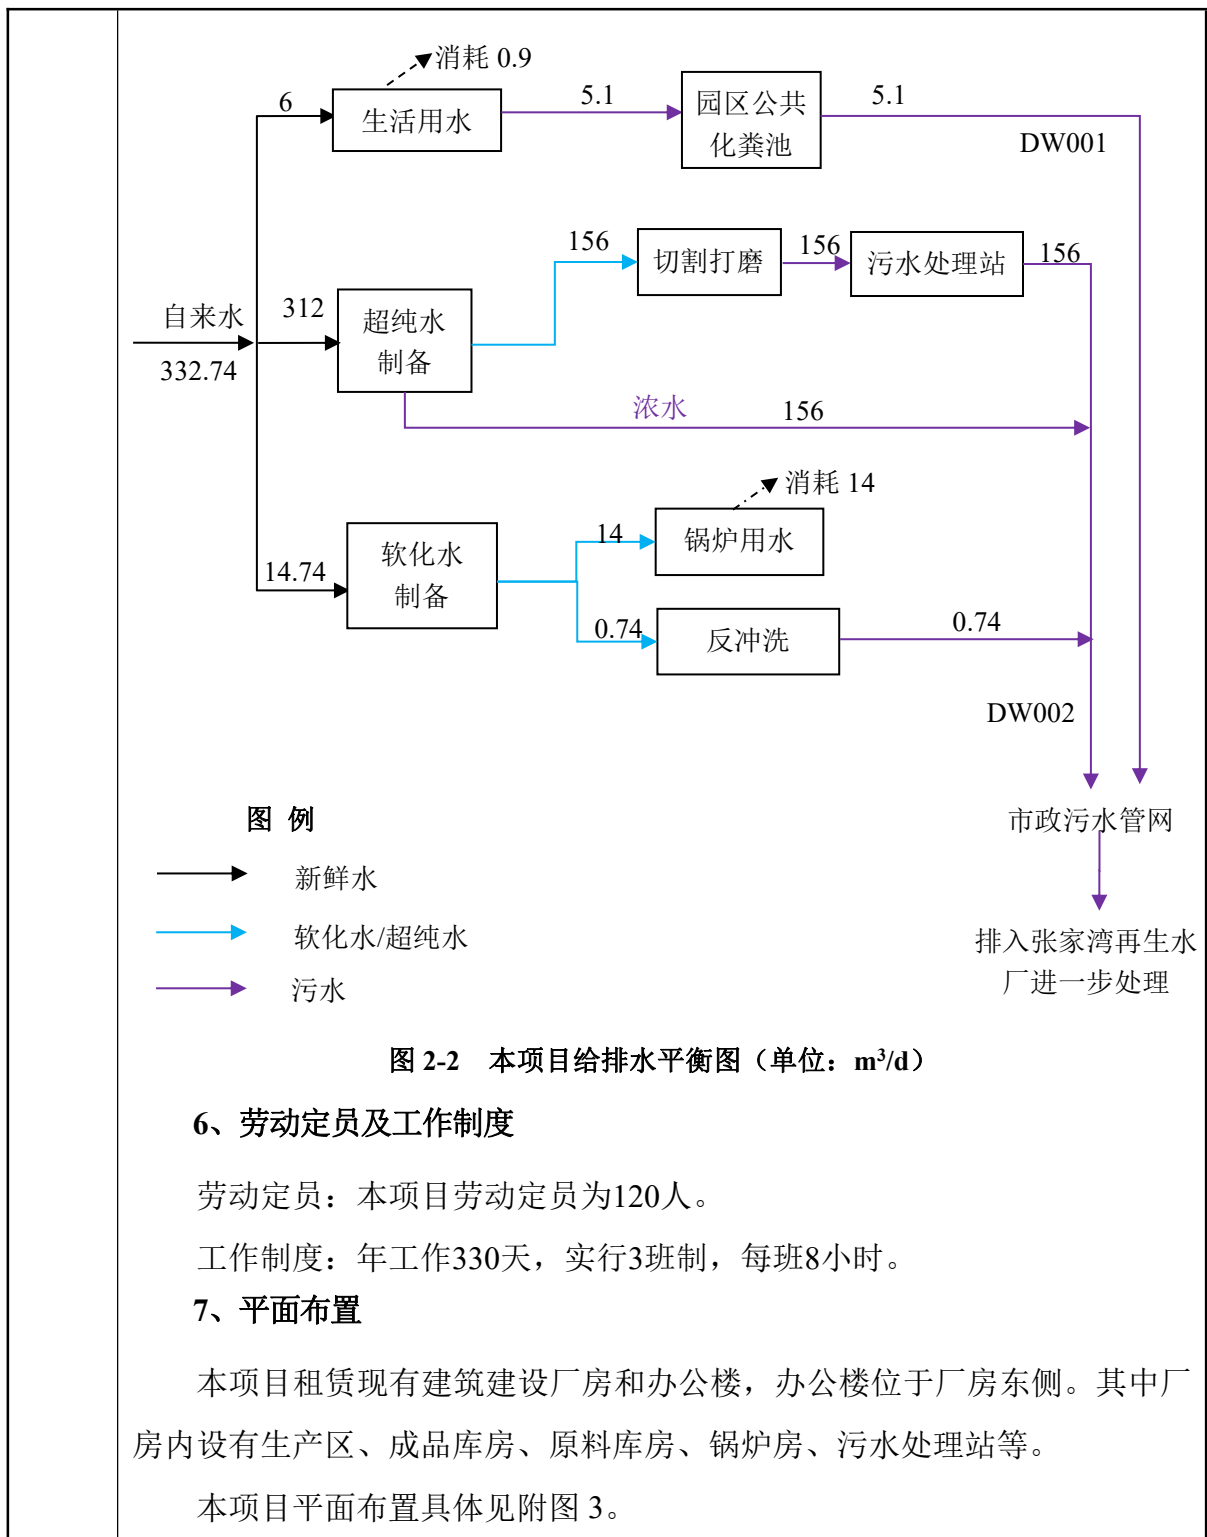 消耗 0.9
6
生活用水
5.1
园区公共
化粪池
5.1
DW001
156
切割打磨
156
污水处理站
156
自来水
332.74
312
超纯水
制备
浓水
156
消耗 14
14.74
软化水
制备
14
锅炉用水
0.74
反冲洗
0.74
DW002
图 例
新鲜水
软化水/超纯水
污水
市政污水管网
排入张家湾再生水
厂进一步处理
图 2-2 本项目给排水平衡图（单位：m³/d）
6、劳动定员及工作制度
劳动定员：本项目劳动定员为120人。
工作制度：年工作330天，实行3班制，每班8小时。
7、平面布置
本项目租赁现有建筑建设厂房和办公楼，办公楼位于厂房东侧。其中厂
房内设有生产区、成品库房、原料库房、锅炉房、污水处理站等。
本项目平面布置具体见附图 3。